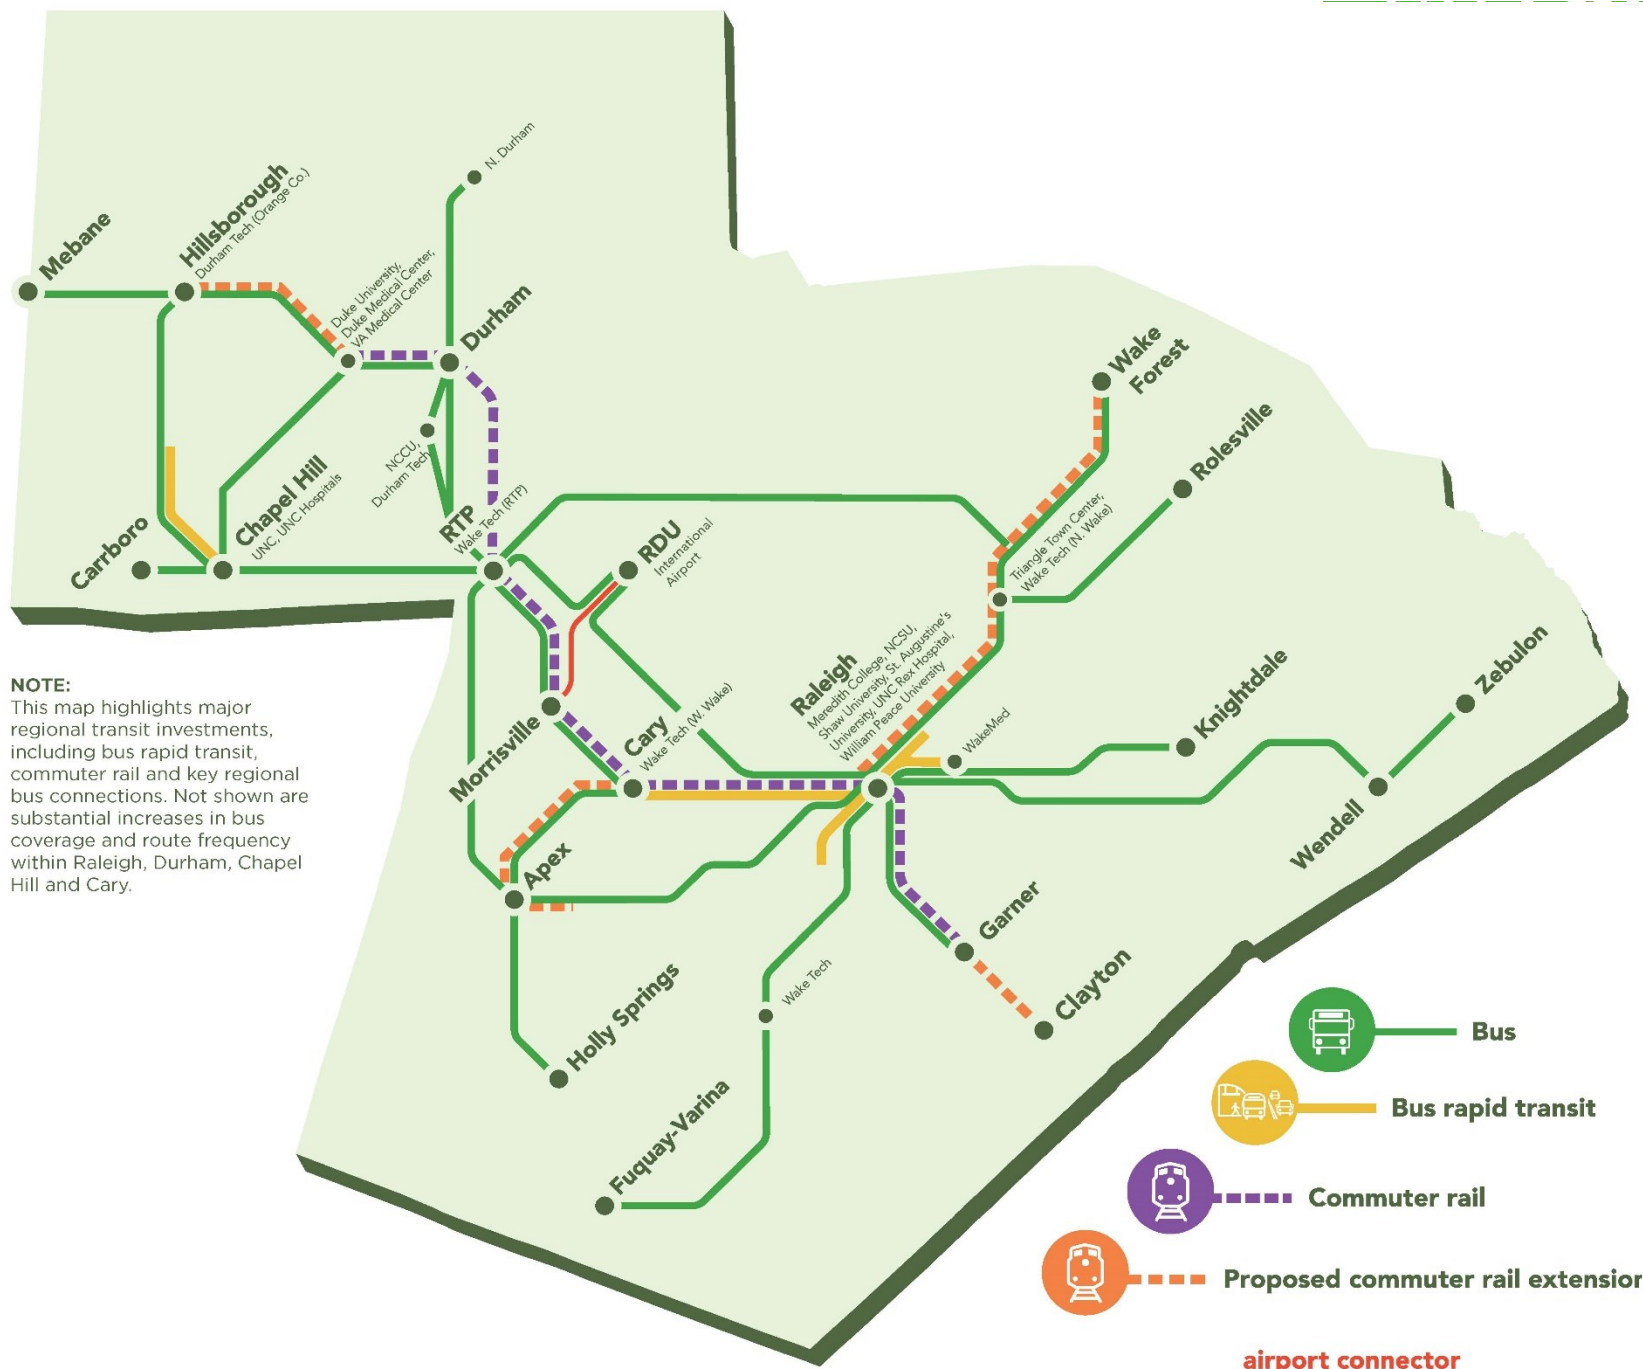 N. Durham
Mebane
Hillsborough
Durham Tech (Orange Co.)
Duke University,
Duke Medical Center,
VA Medical Center
Durham
NCCU,
Durham Tech
Chapel Hill
UNC, UNC Hospitals
Carrboro
RTP
Wake Tech (RTP)
RDU
International
Airport
Wake
Forest
Rolesville
Triangle Town Center,
Wake Tech (N. Wake)
Raleigh
Meredith College, NCSU,
Shaw University, St. Augustine's
University, UNC Rex Hospital,
William Peace University
WakeMed
Knightdale
Zebulon
Wendell
Morrisville
Cary
Wake Tech (W. Wake)
Apex
Garner
Clayton
Holly Springs
Wake Tech
Fuquay-Varina
NOTE:
This map highlights major
regional transit investments,
including bus rapid transit,
commuter rail and key regional
bus connections. Not shown are
substantial increases in bus
coverage and route frequency
within Raleigh, Durham, Chapel
Hill and Cary.
Bus
Bus rapid transit
Commuter rail
Proposed commuter rail extension
airport connector